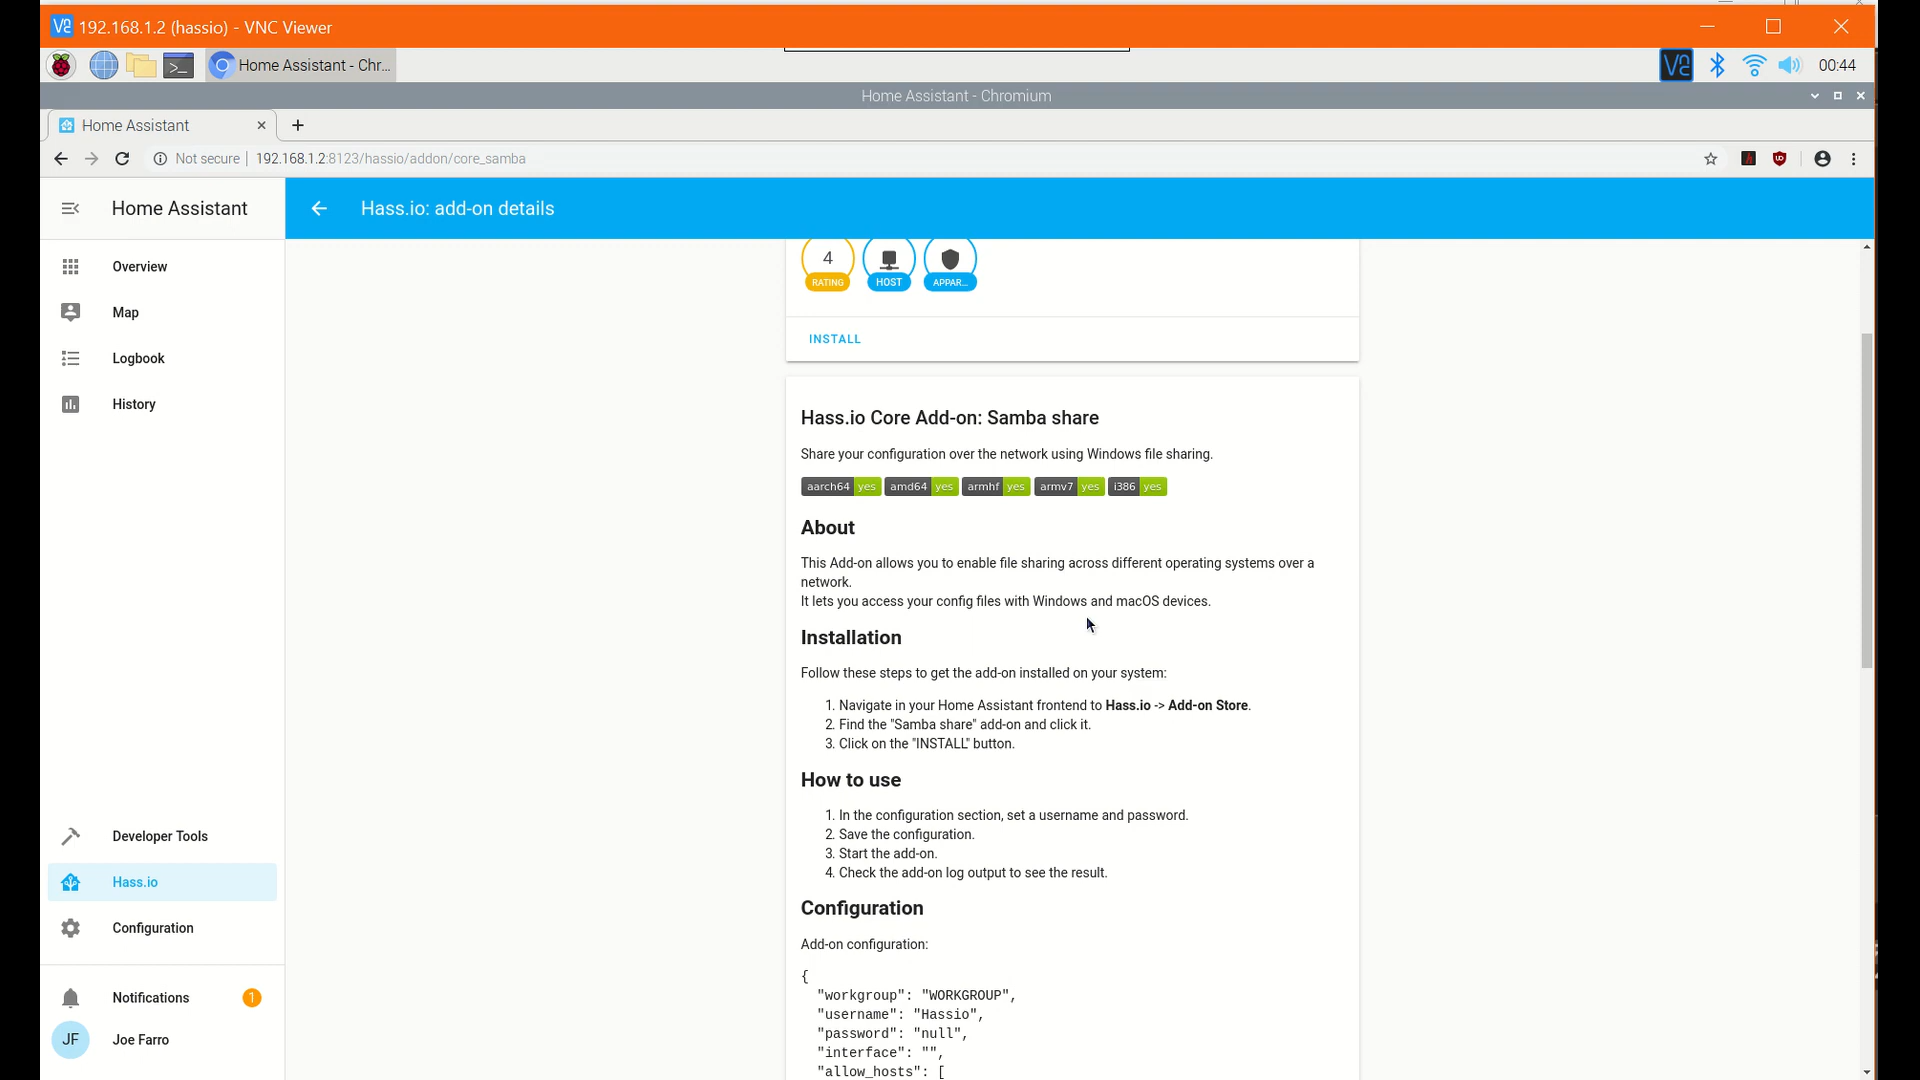 192.168.1.2 (hassio) - VNC Viewer
Home Assistant - Chr...
00:44
Home Assistant - Chromium
Home Assistant
Not secure
192.168.1.2:8123/hassio/addon/core_samba
Home Assistant
Hass.io: add-on details
Overview
Map
Logbook
History
Developer Tools
Hass.io
Configuration
Notifications
1
JF
Joe Farro
4
RATING
HOST
APPAR...
INSTALL
Hass.io Core Add-on: Samba share
Share your configuration over the network using Windows file sharing.
aarch64 yes amd64 yes armhf yes armv7 yes i386 yes
About
This Add-on allows you to enable file sharing across different operating systems over a
network.
It lets you access your config files with Windows and macOS devices.
Installation
Follow these steps to get the add-on installed on your system:
1. Navigate in your Home Assistant frontend to Hass.io -> Add-on Store.
2. Find the "Samba share" add-on and click it.
3. Click on the "INSTALL" button.
How to use
1. In the configuration section, set a username and password.
2. Save the configuration.
3. Start the add-on.
4. Check the add-on log output to see the result.
Configuration
Add-on configuration:
{
"workgroup": "WORKGROUP",
"username": "Hassio",
"password": "null",
"interface": "",
"allow_hosts": [